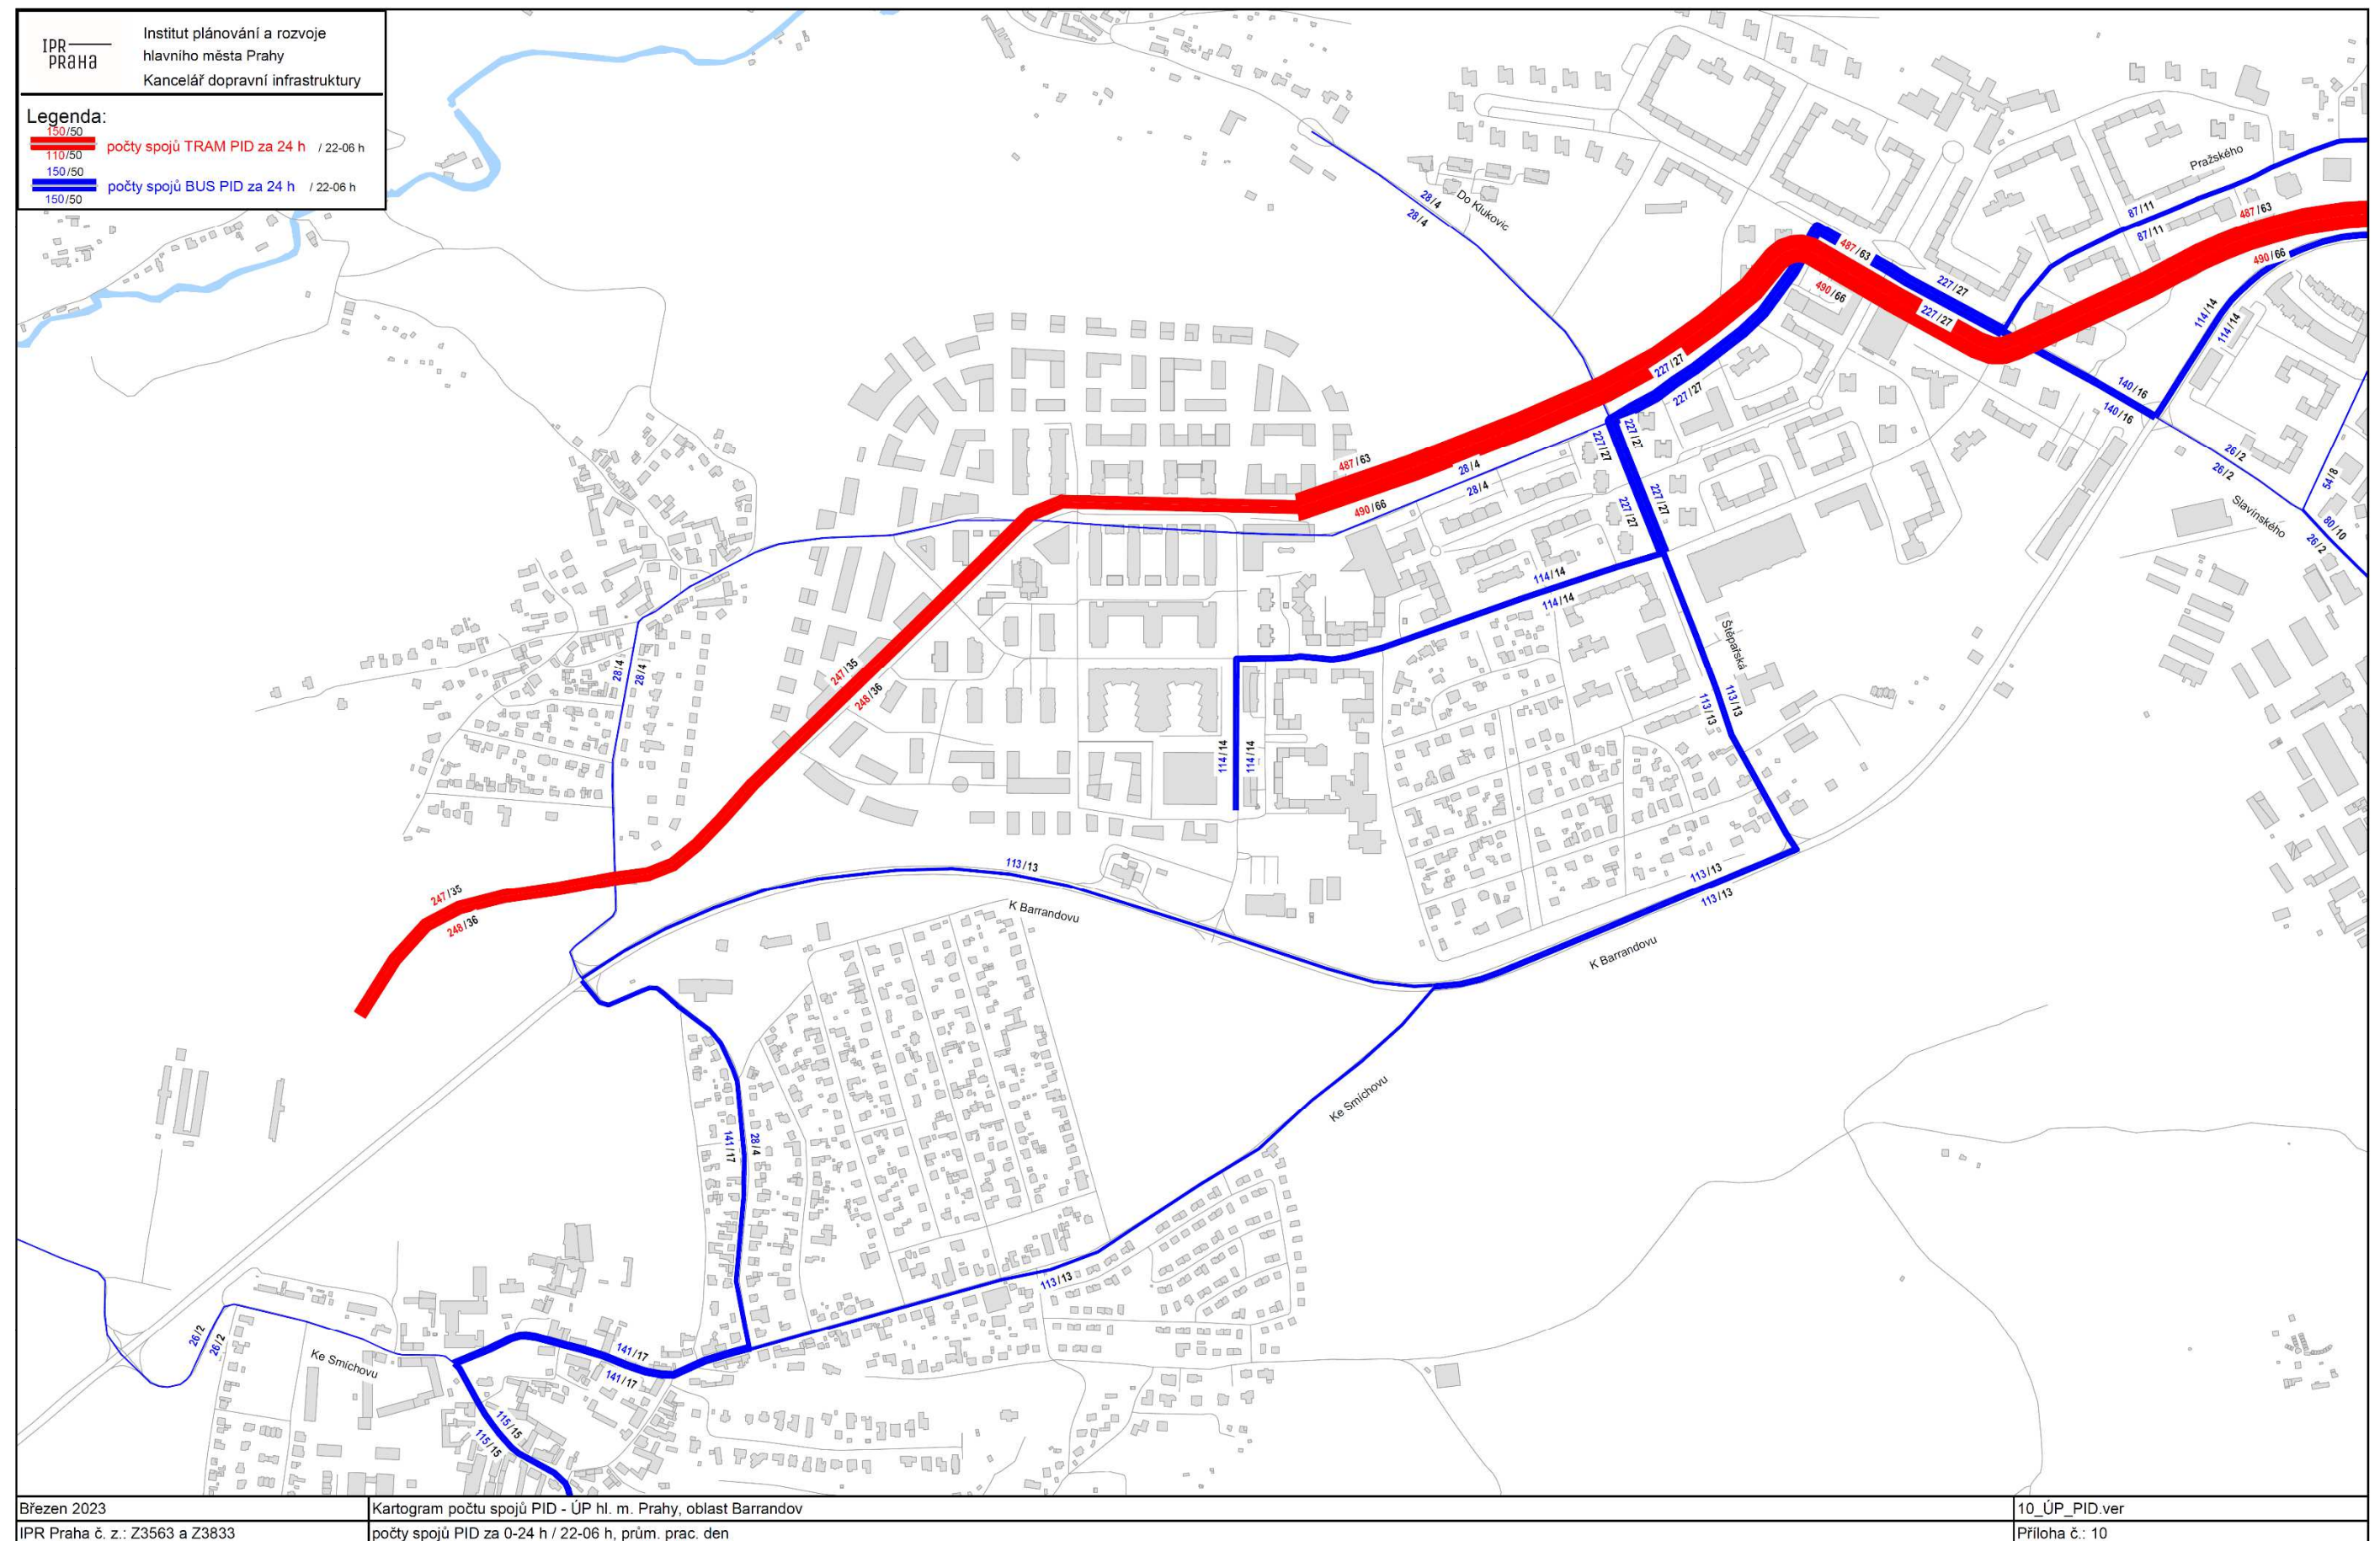 IPR
PRAHA
Institut plánování a rozvoje
hlavního města Prahy
Kancelář dopravní infrastruktury
Legenda:
150/50
počty spojů TRAM PID za 24 h / 22-06 h
110/50
150/50
počty spojů BUS PID za 24 h / 22-06 h
150/50
Pražského
28/4
28/4
Do Klukovic
87/11
87/11
487/63
490/66
487/63
490/66
227/27
227/27
114/14
114/14
227/27
227/27
140/16
140/16
227/27
227/27
26/2
26/2
487/63
490/66
28/4
28/4
227/27
227/27
54/8
80/10
26/2
Slavínského
114/14
114/14
Štěpařská
28/4
28/4
247/35
248/36
113/13
113/13
114/14
114/14
113/13
113/13
113/13
247/35
248/36
K Barrandovu
K Barrandovu
Ke Smíchovu
141/17
28/4
113/13
26/2
26/2
Ke Smíchovu
141/17
141/17
115/15
115/15
Březen 2023
Kartogram počtu spojů PID - ÚP hl. m. Prahy, oblast Barrandov
10_ÚP_PID.ver
IPR Praha č. z.: Z3563 a Z3833
počty spojů PID za 0-24 h / 22-06 h, prům. prac. den
Příloha č.: 10